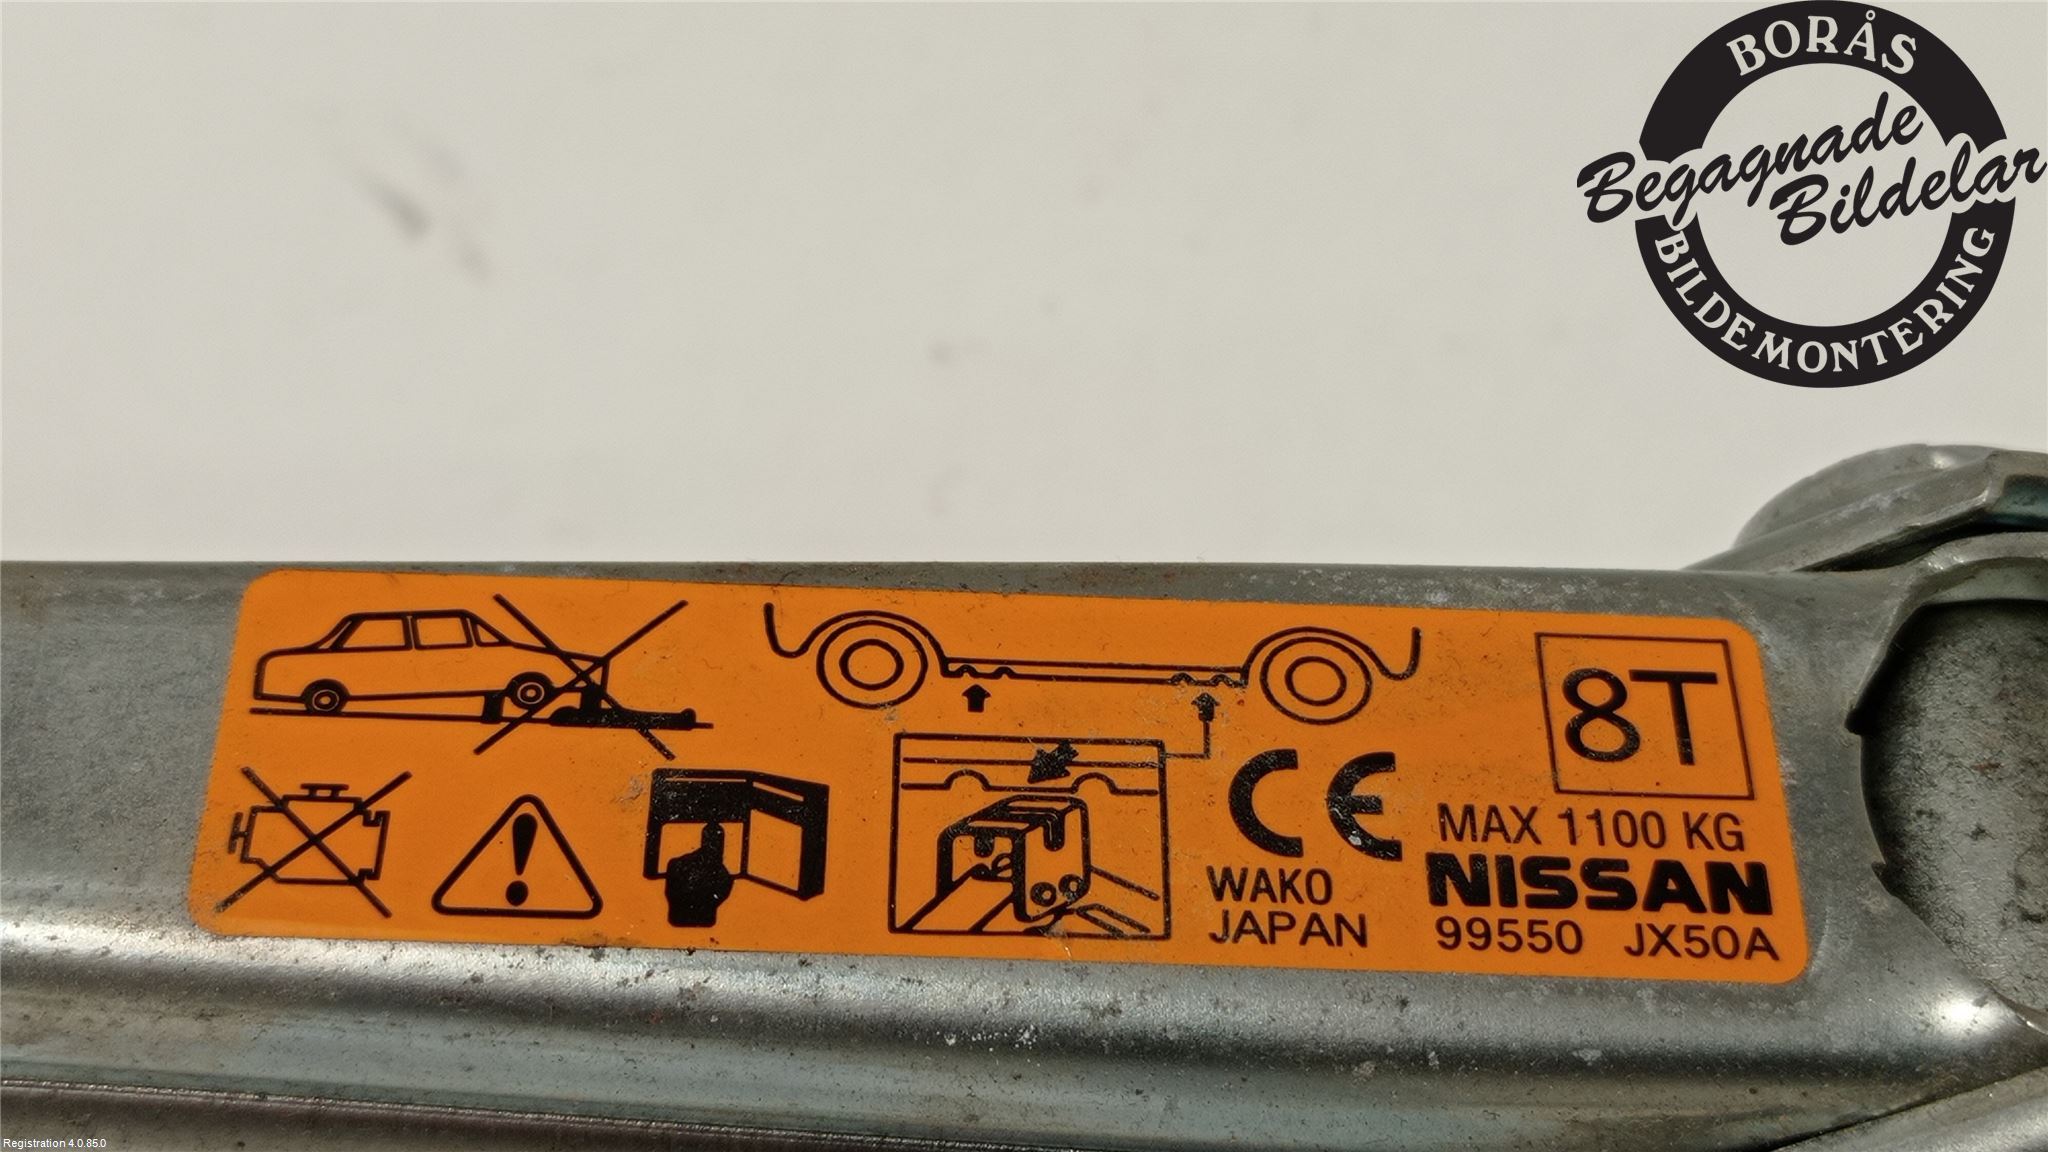 BORÅS
Begagnade
Bildelar
BILDEMONTERING
8T
CE
MAX 1100 KG
WAKO
JAPAN
NISSAN
99550 JX50A
Registration 4.0.85.0